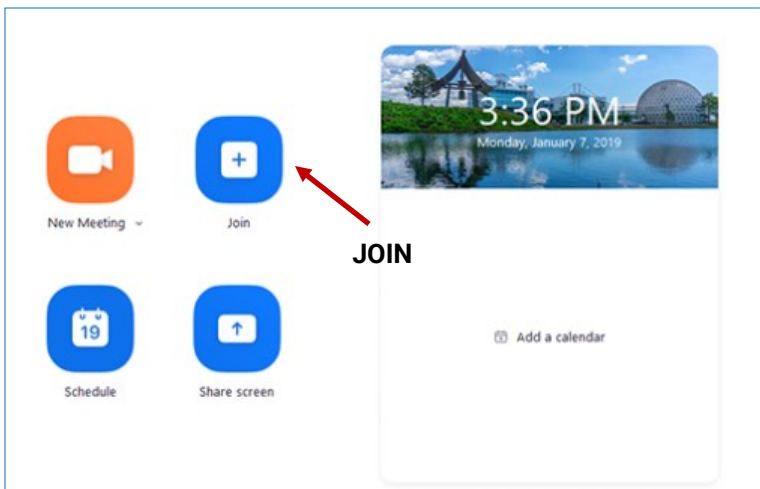 New Meeting
Join
JOIN
19
Schedule
Share screen
3:36 PM
Monday, January 7, 2019
Add a calendar